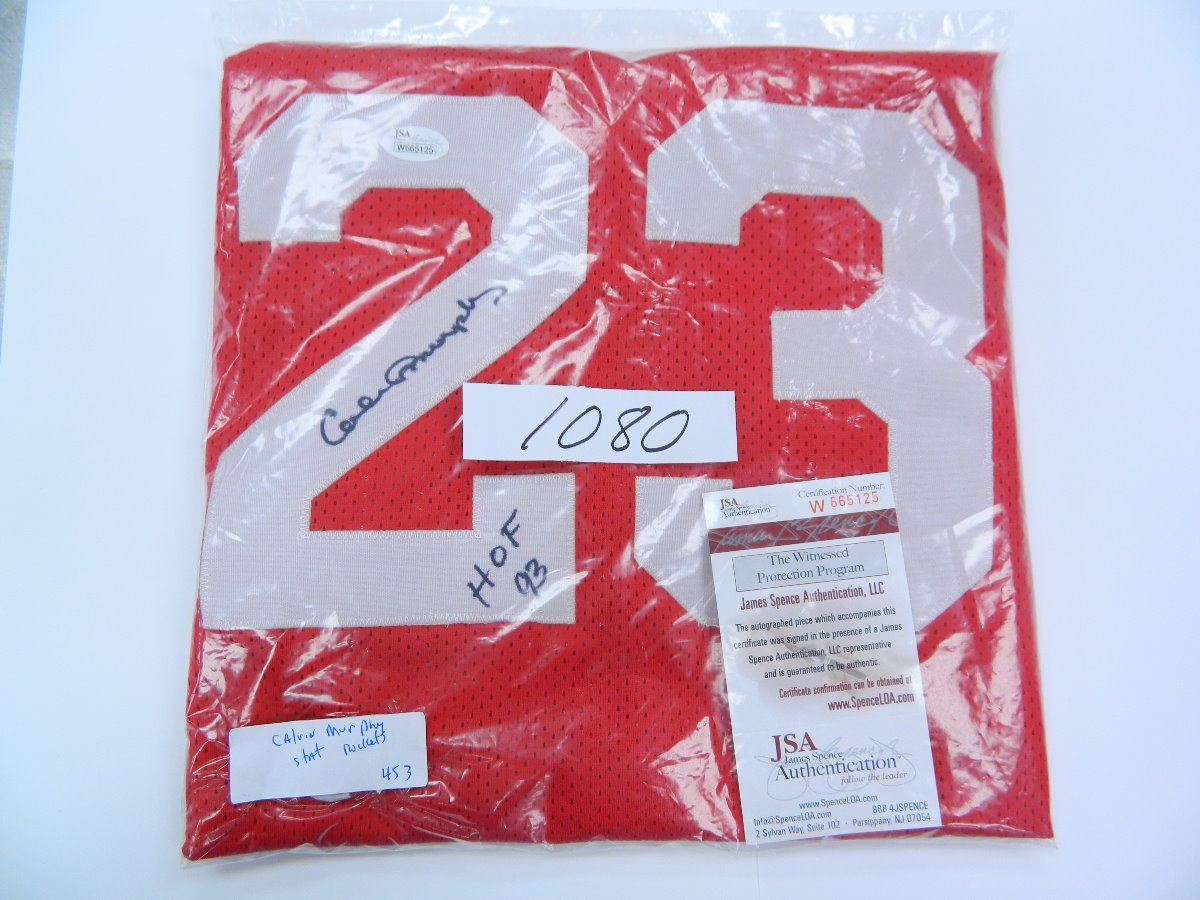 23
JSA
W665125
Calvin Murphy
HOF
93
1080
JSA
Authentication
Certification Number:
W 665125
The Witnessed
Protection Program
James Spence Authentication, LLC
The autographed piece which accompanies this
certificate was signed in the presence of a James
Spence Authentication, LLC representative
and is guaranteed to be authentic.
Certificate confirmation can be obtained at
www.SpenceLOA.com
JSA
James Spence
Authentication
follow the leader
www.SpenceLOA.com
Info@SpenceLOA.com 888 4JSPENCE
2 Sylvan Way, Suite 102 · Parsippany, NJ 07054
CAlvin Murphy
stat Rockets
453